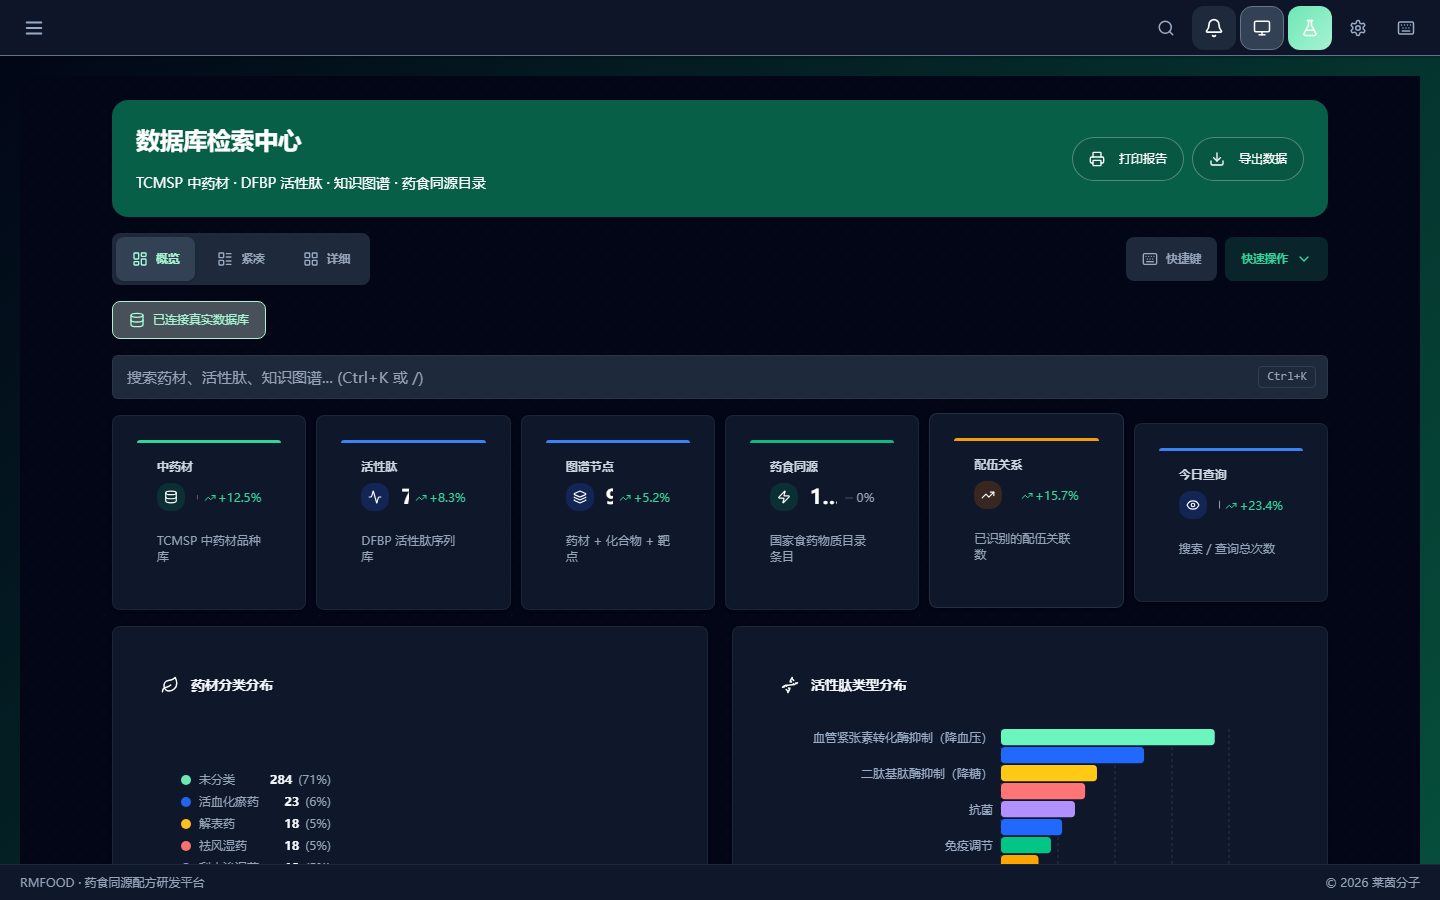 数据库检索中心
TCMSP 中药材 · DFBP 活性肽 · 知识图谱 · 药食同源目录
打印报告
导出数据
概览
紧凑
详细
快捷键
快速操作
已连接真实数据库
搜索药材、活性肽、知识图谱... (Ctrl+K 或 /)
Ctrl+K
中药材
+12.5%
TCMSP 中药材品种
库
活性肽
+8.3%
DFBP 活性肽序列
库
图谱节点
+5.2%
药材 + 化合物 + 靶
点
药食同源
1...
0%
国家食药物质目录
条目
配伍关系
+15.7%
已识别的配伍关联
数
今日查询
+23.4%
搜索 / 查询总次数
药材分类分布
未分类 284 (71%)
活血化瘀药 23 (6%)
解表药 18 (5%)
祛风湿药 18 (5%)
活性肽类型分布
血管紧张素转化酶抑制（降血压）
二肽基肽酶抑制（降糖）
抗菌
免疫调节
RMFOOD · 药食同源配方研发平台
© 2026 莱茵分子